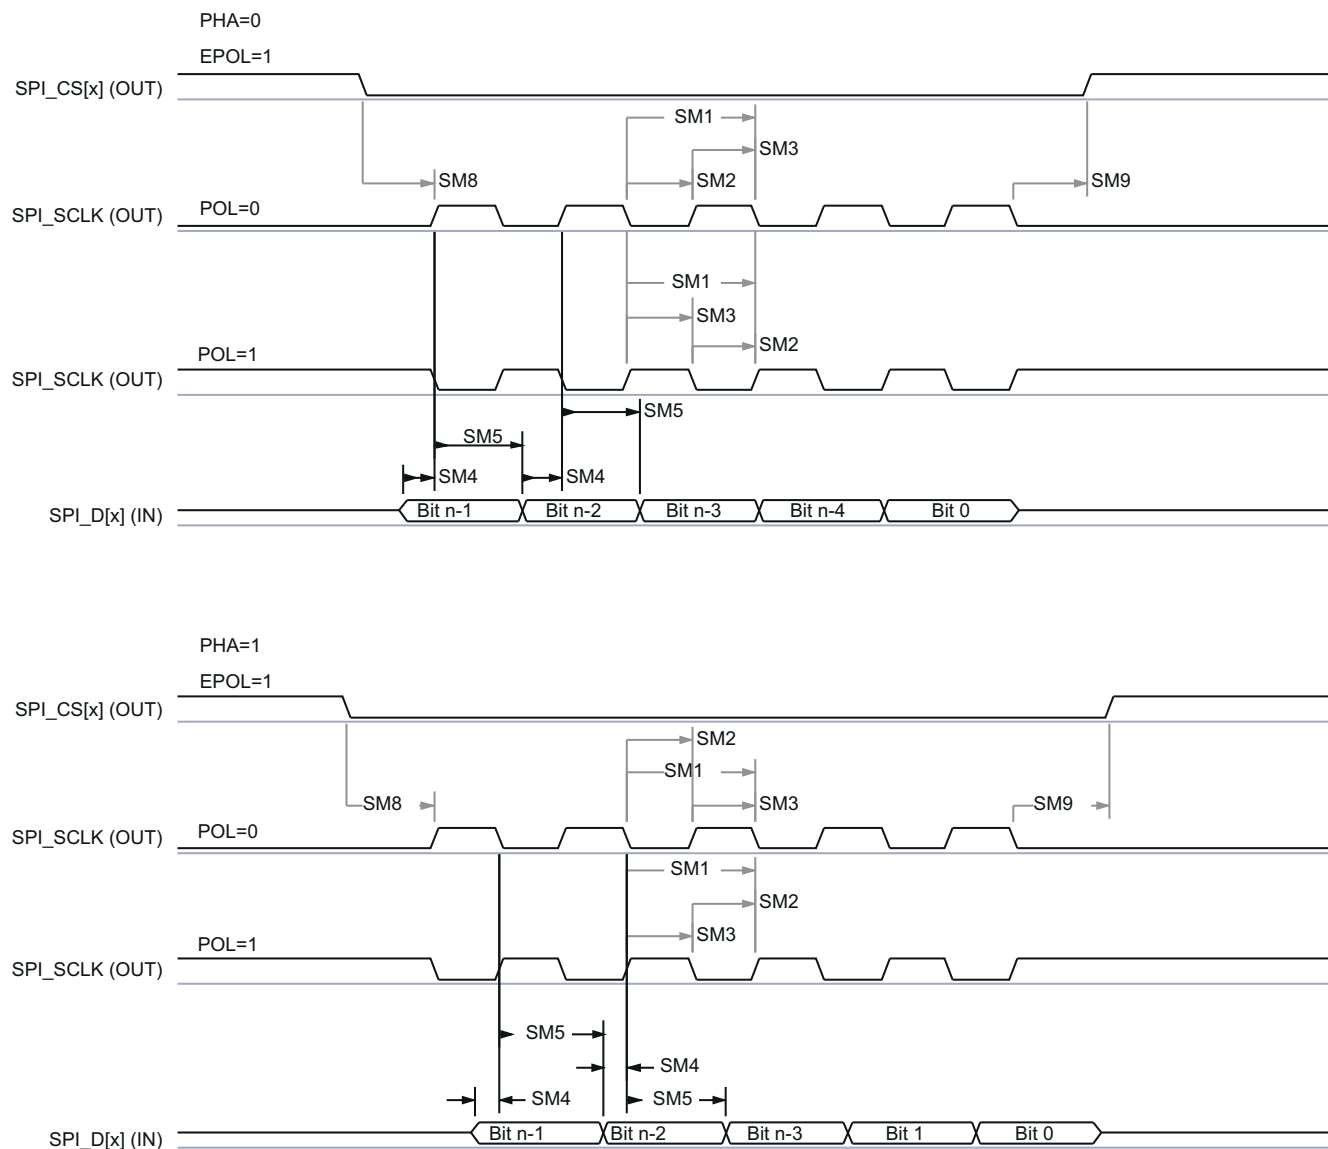 PHA=0
EPOL=1
SPI_CS[x] (OUT)
SM1
SM3
SM8
SM2
SM9
SPI_SCLK (OUT)
POL=0
SM1
SM3
SM2
POL=1
SPI_SCLK (OUT)
SM5
SM5
SM4
SM4
SPI_D[x] (IN)
Bit n-1
Bit n-2
Bit n-3
Bit n-4
Bit 0
PHA=1
EPOL=1
SPI_CS[x] (OUT)
SM2
SM1
SM8
SM3
SM9
SPI_SCLK (OUT)
POL=0
SM1
SM2
SM3
POL=1
SPI_SCLK (OUT)
SM5
SM4
SM4
SM5
SPI_D[x] (IN)
Bit n-1
Bit n-2
Bit n-3
Bit 1
Bit 0